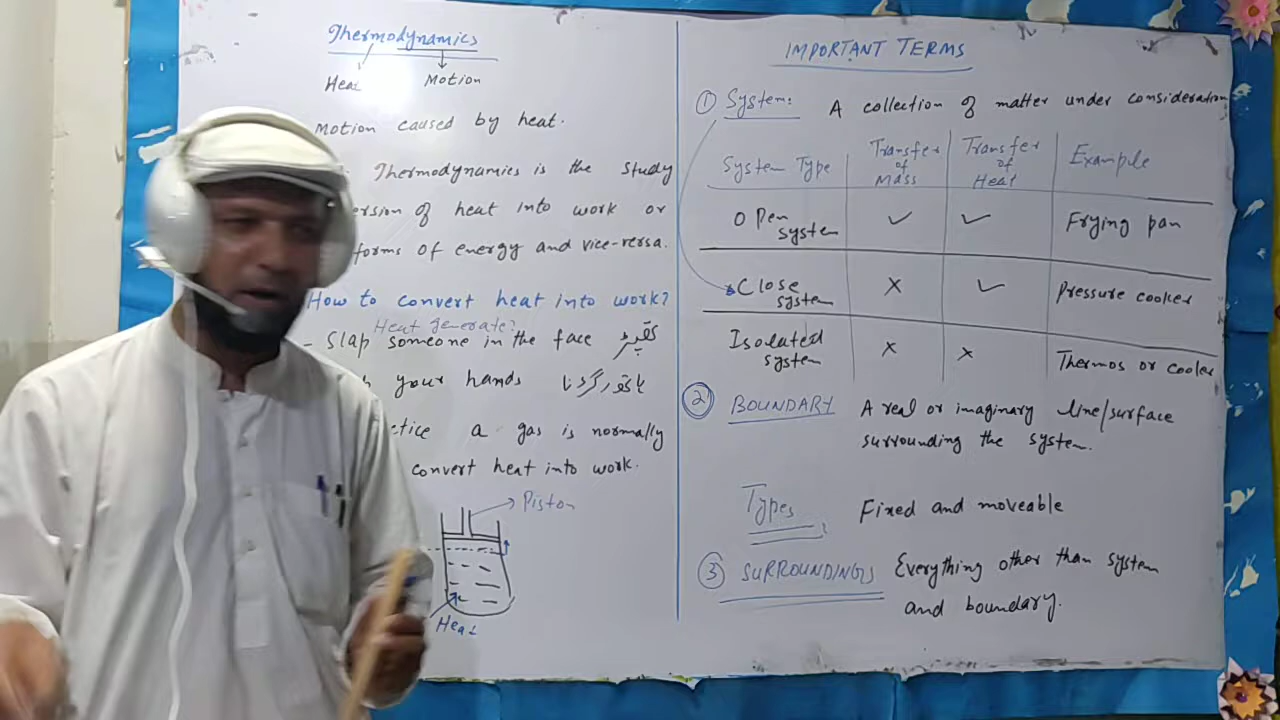 Thermodynamics
Heat
Motion
Motion caused by heat.
Thermodynamics is the study
ersion of heat into work or
forms of energy and vice-versa.
How to convert heat into work?
Heat generate?
- Slap someone in the face تھپڑ
your hands ہاتھ رگڑنا
ctice a gas is normally
convert heat into work.
Piston
Heat
IMPORTANT TERMS
① System: A collection of matter under consideration
System Type Transfer of Mass Transfer of Heat Example
Open system ✓ ✓ Frying pan
Close system ✗ ✓ Pressure cooker
Isolated system ✗ ✗ Thermos or cooler
② BOUNDARY A real or imaginary line/surface
surrounding the system.
Types Fixed and moveable
③ SURROUNDINGS Everything other than system
and boundary.